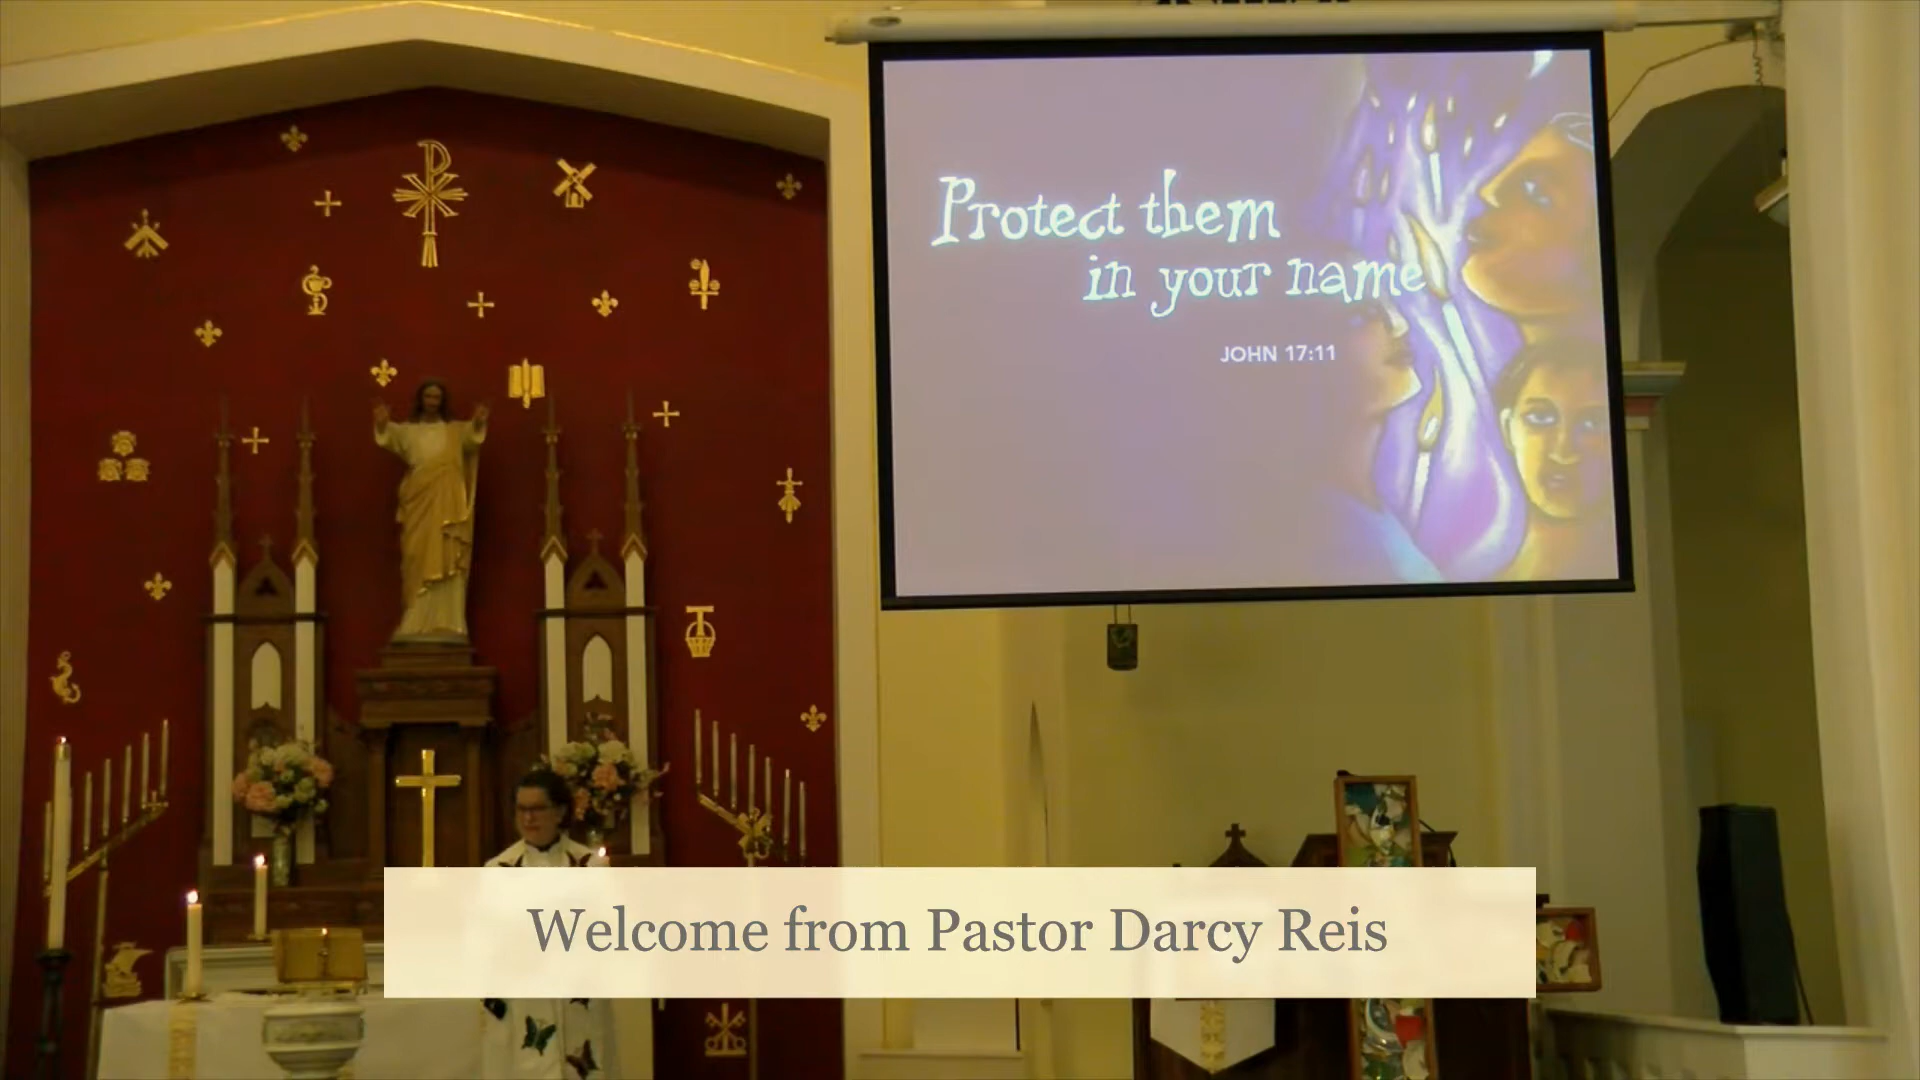 Protect them
in your name
JOHN 17:11
Welcome from Pastor Darcy Reis